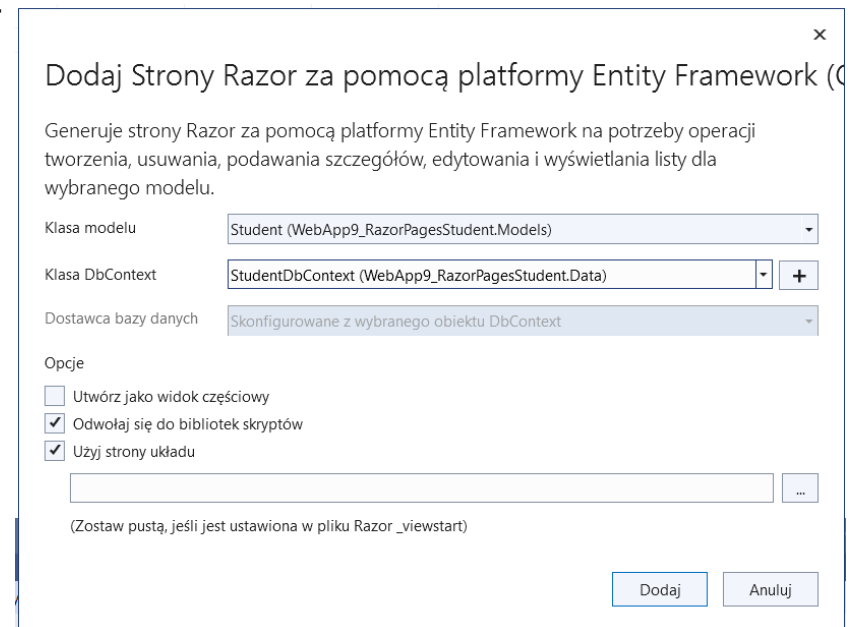 Dodaj Strony Razor za pomocą platformy Entity Framework (
Generuje strony Razor za pomocą platformy Entity Framework na potrzeby operacji
tworzenia, usuwania, podawania szczegółów, edytowania i wyświetlania listy dla
wybranego modelu.
Klasa modelu
Student (WebApp9_RazorPagesStudent.Models)
Klasa DbContext
StudentDbContext (WebApp9_RazorPagesStudent.Data)
+
Dostawca bazy danych
Skonfigurowane z wybranego obiektu DbContext
Opcje
Utwórz jako widok częściowy
Odwołaj się do bibliotek skryptów
Użyj strony układu
...
(Zostaw pustą, jeśli jest ustawiona w pliku Razor _viewstart)
Dodaj
Anuluj